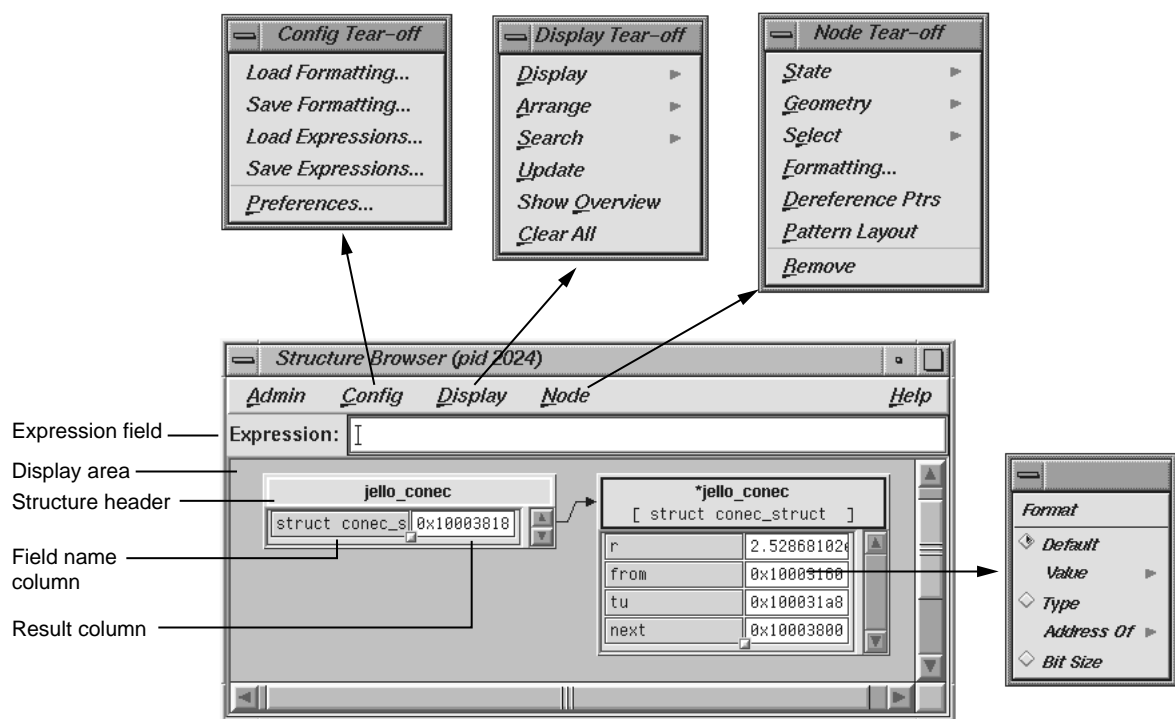 Config Tear-off
Load Formatting...
Save Formatting...
Load Expressions...
Save Expressions...
Preferences...
Display Tear-off
Display
Arrange
Search
Update
Show Overview
Clear All
Node Tear-off
State
Geometry
Select
Formatting...
Dereference Ptrs
Pattern Layout
Remove
Structure Browser (pid 2024)
Admin Config Display Node Help
Expression field
Expression:
Display area
Structure header
Field name
column
Result column
jello_conec
struct conec_s 0x10003818
*jello_conec
[ struct conec_struct ]
r 2.52868102e
from 0x10003160
tu 0x100031a8
next 0x10003800
Format
Default
Value
Type
Address Of
Bit Size